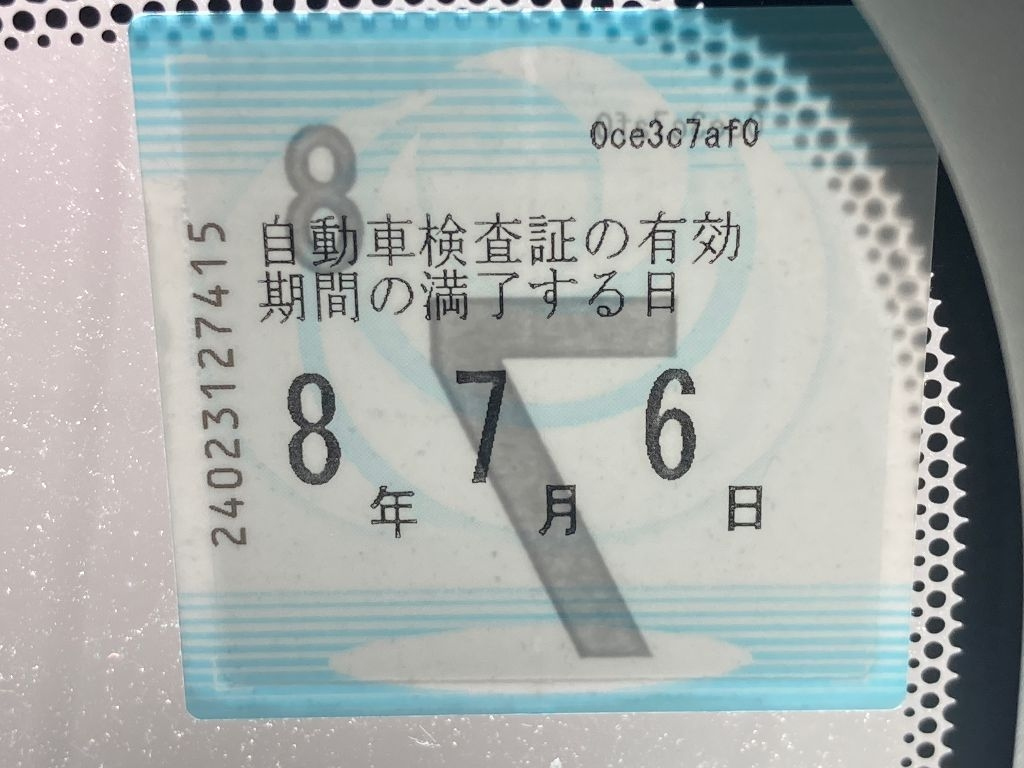 0ce3c7af0
8
自動車検査証の有効
期間の満了する日
7
8年 7月 6日
240231127415